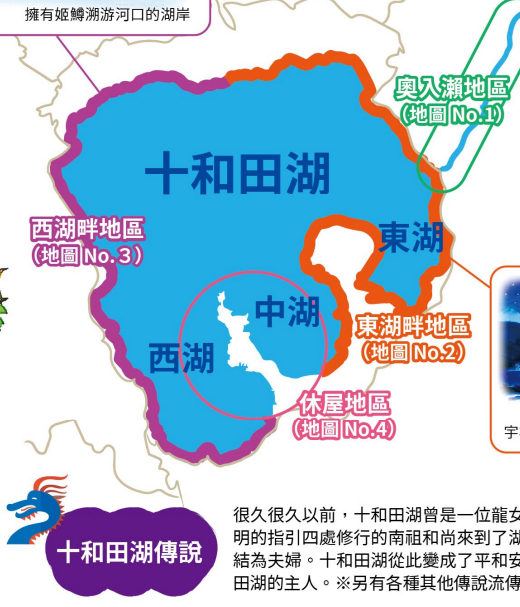 擁有姬鱒溯游河口的湖岸
奧入瀨地區
(地圖 No.1)
十和田湖
西湖畔地區
(地圖 No.3)
東湖
中湖
東湖畔地區
(地圖 No.2)
西湖
休屋地區
(地圖 No.4)
宇
十和田湖傳說
很久很久以前，十和田湖曾是一位龍女
明的指引四處修行的南祖和尚來到了湖
結為夫婦。十和田湖從此變成了平和安
田湖的主人。※另有各種其他傳說流傳